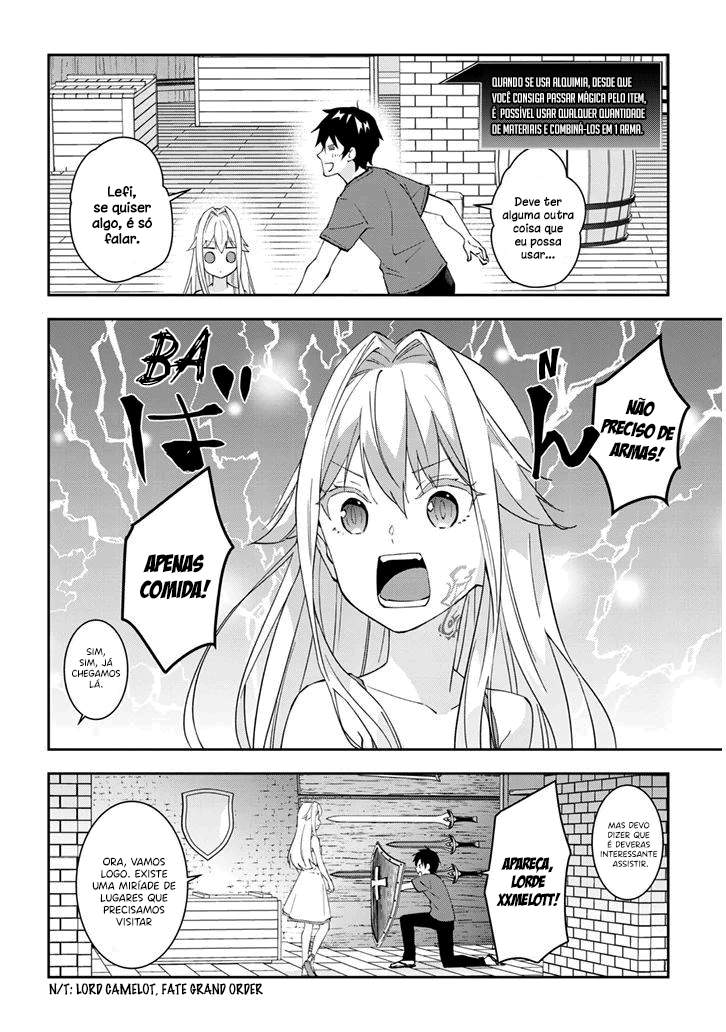 QUANDO SE USA ALQUIMIA, DESDE QUE
VOCÊ CONSIGA PASSAR MÁGICA PELO ITEM,
É POSSÍVEL USAR QUALQUER QUANTIDADE
DE MATERIAIS E COMBINÁ-LOS EM 1 ARMA.
Deve ter
alguma outra
coisa que
eu possa
usar...
Lefi,
se quiser
algo, é só
falar.
NÃO
PRECISO DE
ARMAS!
BA
ば
N
ん
APENAS
COMIDA!
SIM,
SIM, JÁ
CHEGAMOS
LÁ.
MAS DEVO
DIZER QUE
É DEVERAS
INTERESSANTE
ASSISTIR.
APAREÇA,
LORDE
XXMELOTT!
ORA, VAMOS
LOGO. EXISTE
UMA MIRÍADE DE
LUGARES QUE
PRECISAMOS
VISITAR
N/T: LORD CAMELOT, FATE GRAND ORDER